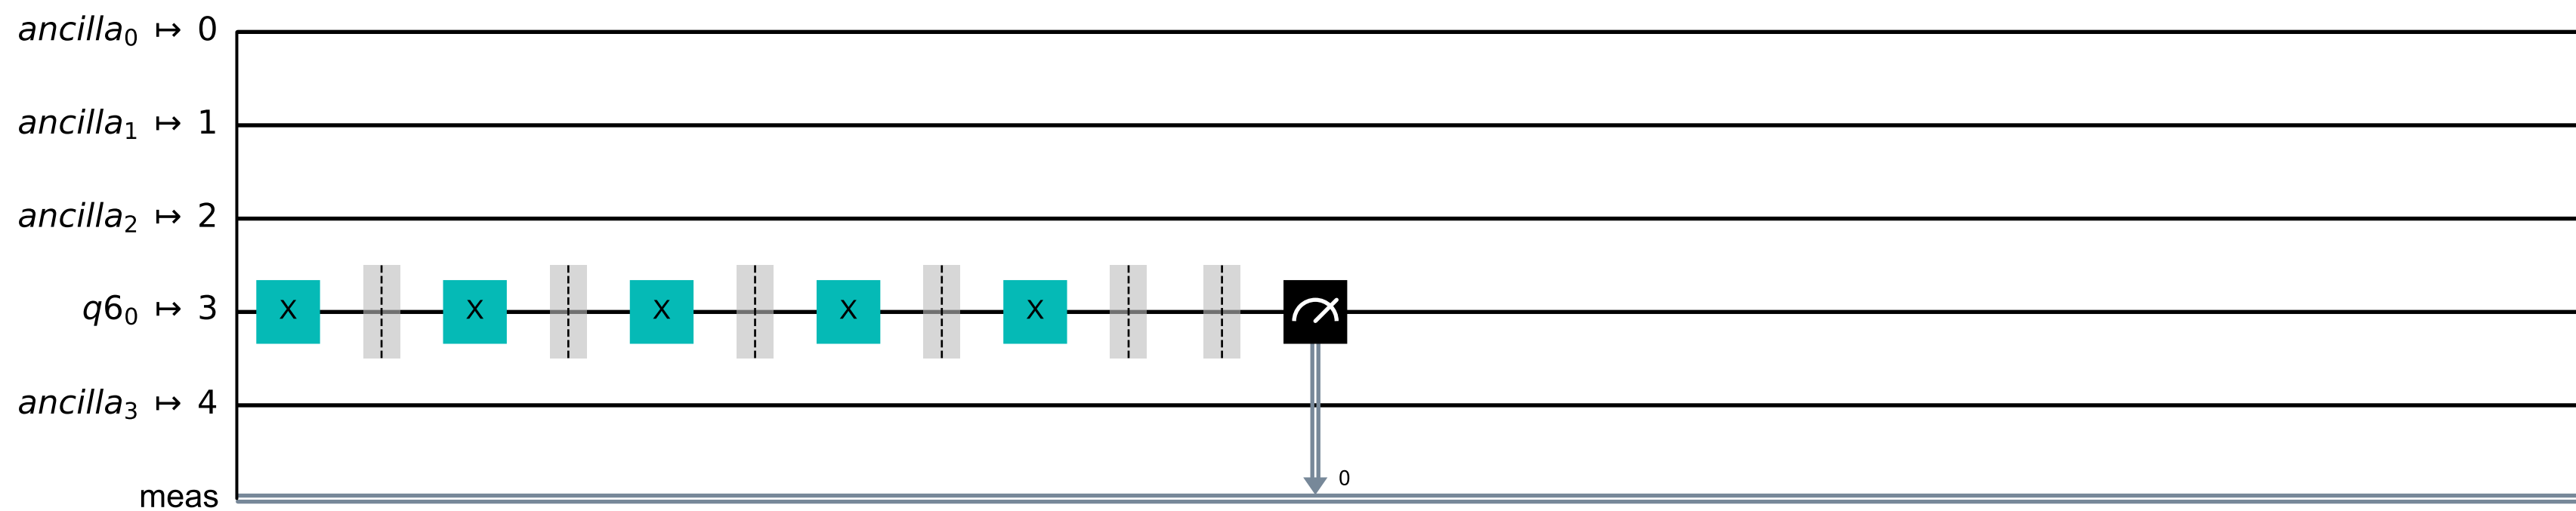 ancilla₀ ↦ 0
ancilla₁ ↦ 1
ancilla₂ ↦ 2
q6₀ ↦ 3 X X X X X
ancilla₃ ↦ 4
0
meas